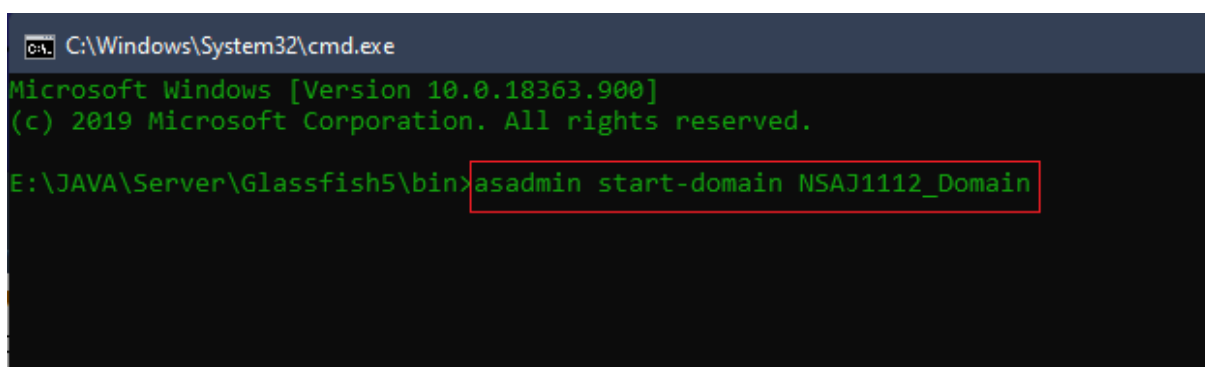 C:\Windows\System32\cmd.exe
Microsoft Windows [Version 10.0.18363.900]
(c) 2019 Microsoft Corporation. All rights reserved.
E:\JAVA\Server\Glassfish5\bin>asadmin start-domain NSAJ1112_Domain